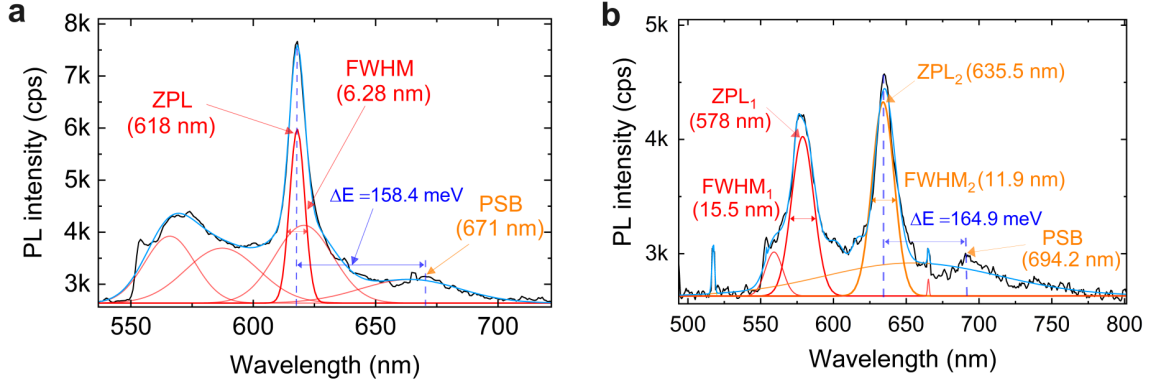 a
8k
7k
6k
5k
4k
3k
PL intensity (cps)
ZPL
(618 nm)
FWHM
(6.28 nm)
ΔE =158.4 meV
PSB
(671 nm)
550
600
650
700
Wavelength (nm)
b
5k
4k
3k
PL intensity (cps)
ZPL₁
(578 nm)
FWHM₁
(15.5 nm)
ZPL₂ (635.5 nm)
FWHM₂ (11.9 nm)
ΔE =164.9 meV
PSB
(694.2 nm)
500
550
600
650
700
750
800
Wavelength (nm)